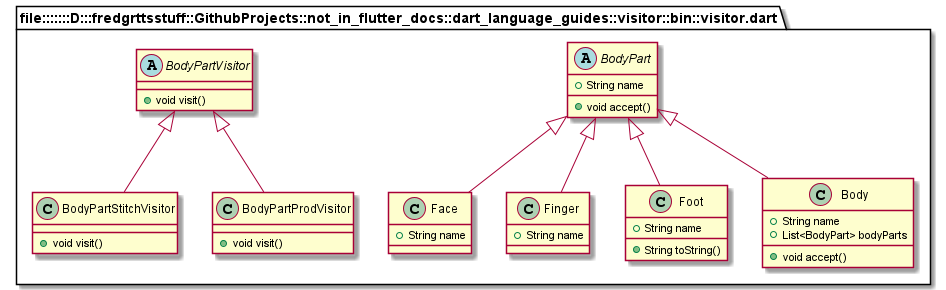 file:::::::D:::fredgrttsstuff::GithubProjects::not_in_flutter_docs::dart_language_guides::visitor::bin::visitor.dart
A BodyPartVisitor
void visit()
A BodyPart
String name
void accept()
C BodyPartStitchVisitor
void visit()
C BodyPartProdVisitor
void visit()
C Face
String name
C Finger
String name
C Foot
String name
String toString()
C Body
String name
List<BodyPart> bodyParts
void accept()